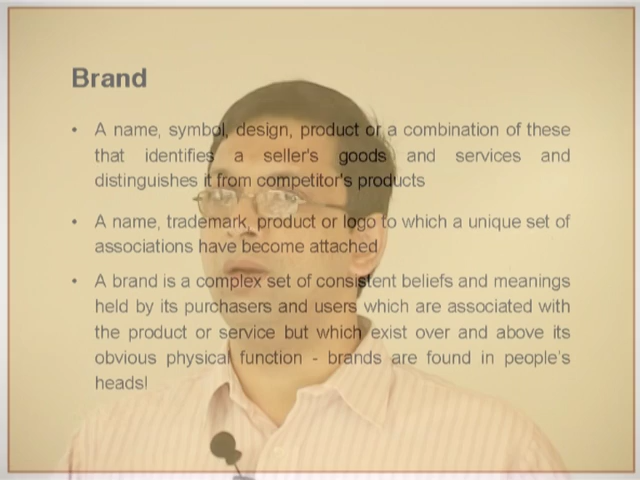 Brand
• A name, symbol, design, product or a combination of these
that identifies a seller's goods and services and
distinguishes it from competitor's products
• A name, trademark, product or logo to which a unique set of
associations have become attached
• A brand is a complex set of consistent beliefs and meanings
held by its purchasers and users which are associated with
the product or service but which exist over and above its
obvious physical function - brands are found in people's
heads!